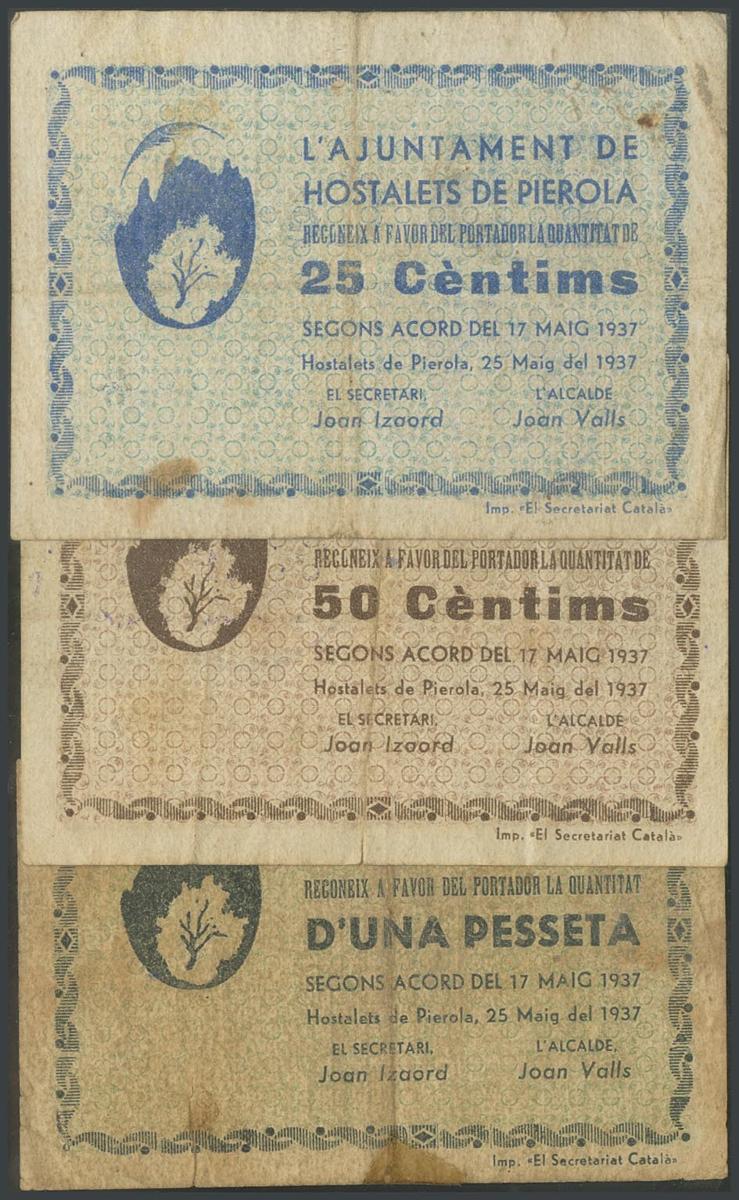 L'AJUNTAMENT DE
HOSTALETS DE PIEROLA
RECONEIX A FAVOR DEL PORTADOR LA QUANTITAT DE
25 Cèntims
SEGONS ACORD DEL 17 MAIG 1937
Hostalets de Pierola, 25 Maig del 1937
EL SECRETARI, L'ALCALDE
Joan Izaord Joan Valls
Imp. «El Secretariat Català»
RECONEIX A FAVOR DEL PORTADOR LA QUANTITAT DE
50 Cèntims
SEGONS ACORD DEL 17 MAIG 1937
Hostalets de Pierola, 25 Maig del 1937
EL SECRETARI, L'ALCALDE
Joan Izaord Joan Valls
Imp. «El Secretariat Català»
RECONEIX A FAVOR DEL PORTADOR LA QUANTITAT
D'UNA PESSETA
SEGONS ACORD DEL 17 MAIG 1937
Hostalets de Pierola, 25 Maig del 1937
EL SECRETARI, L'ALCALDE,
Joan Izaord Joan Valls
Imp. «El Secretariat Català»